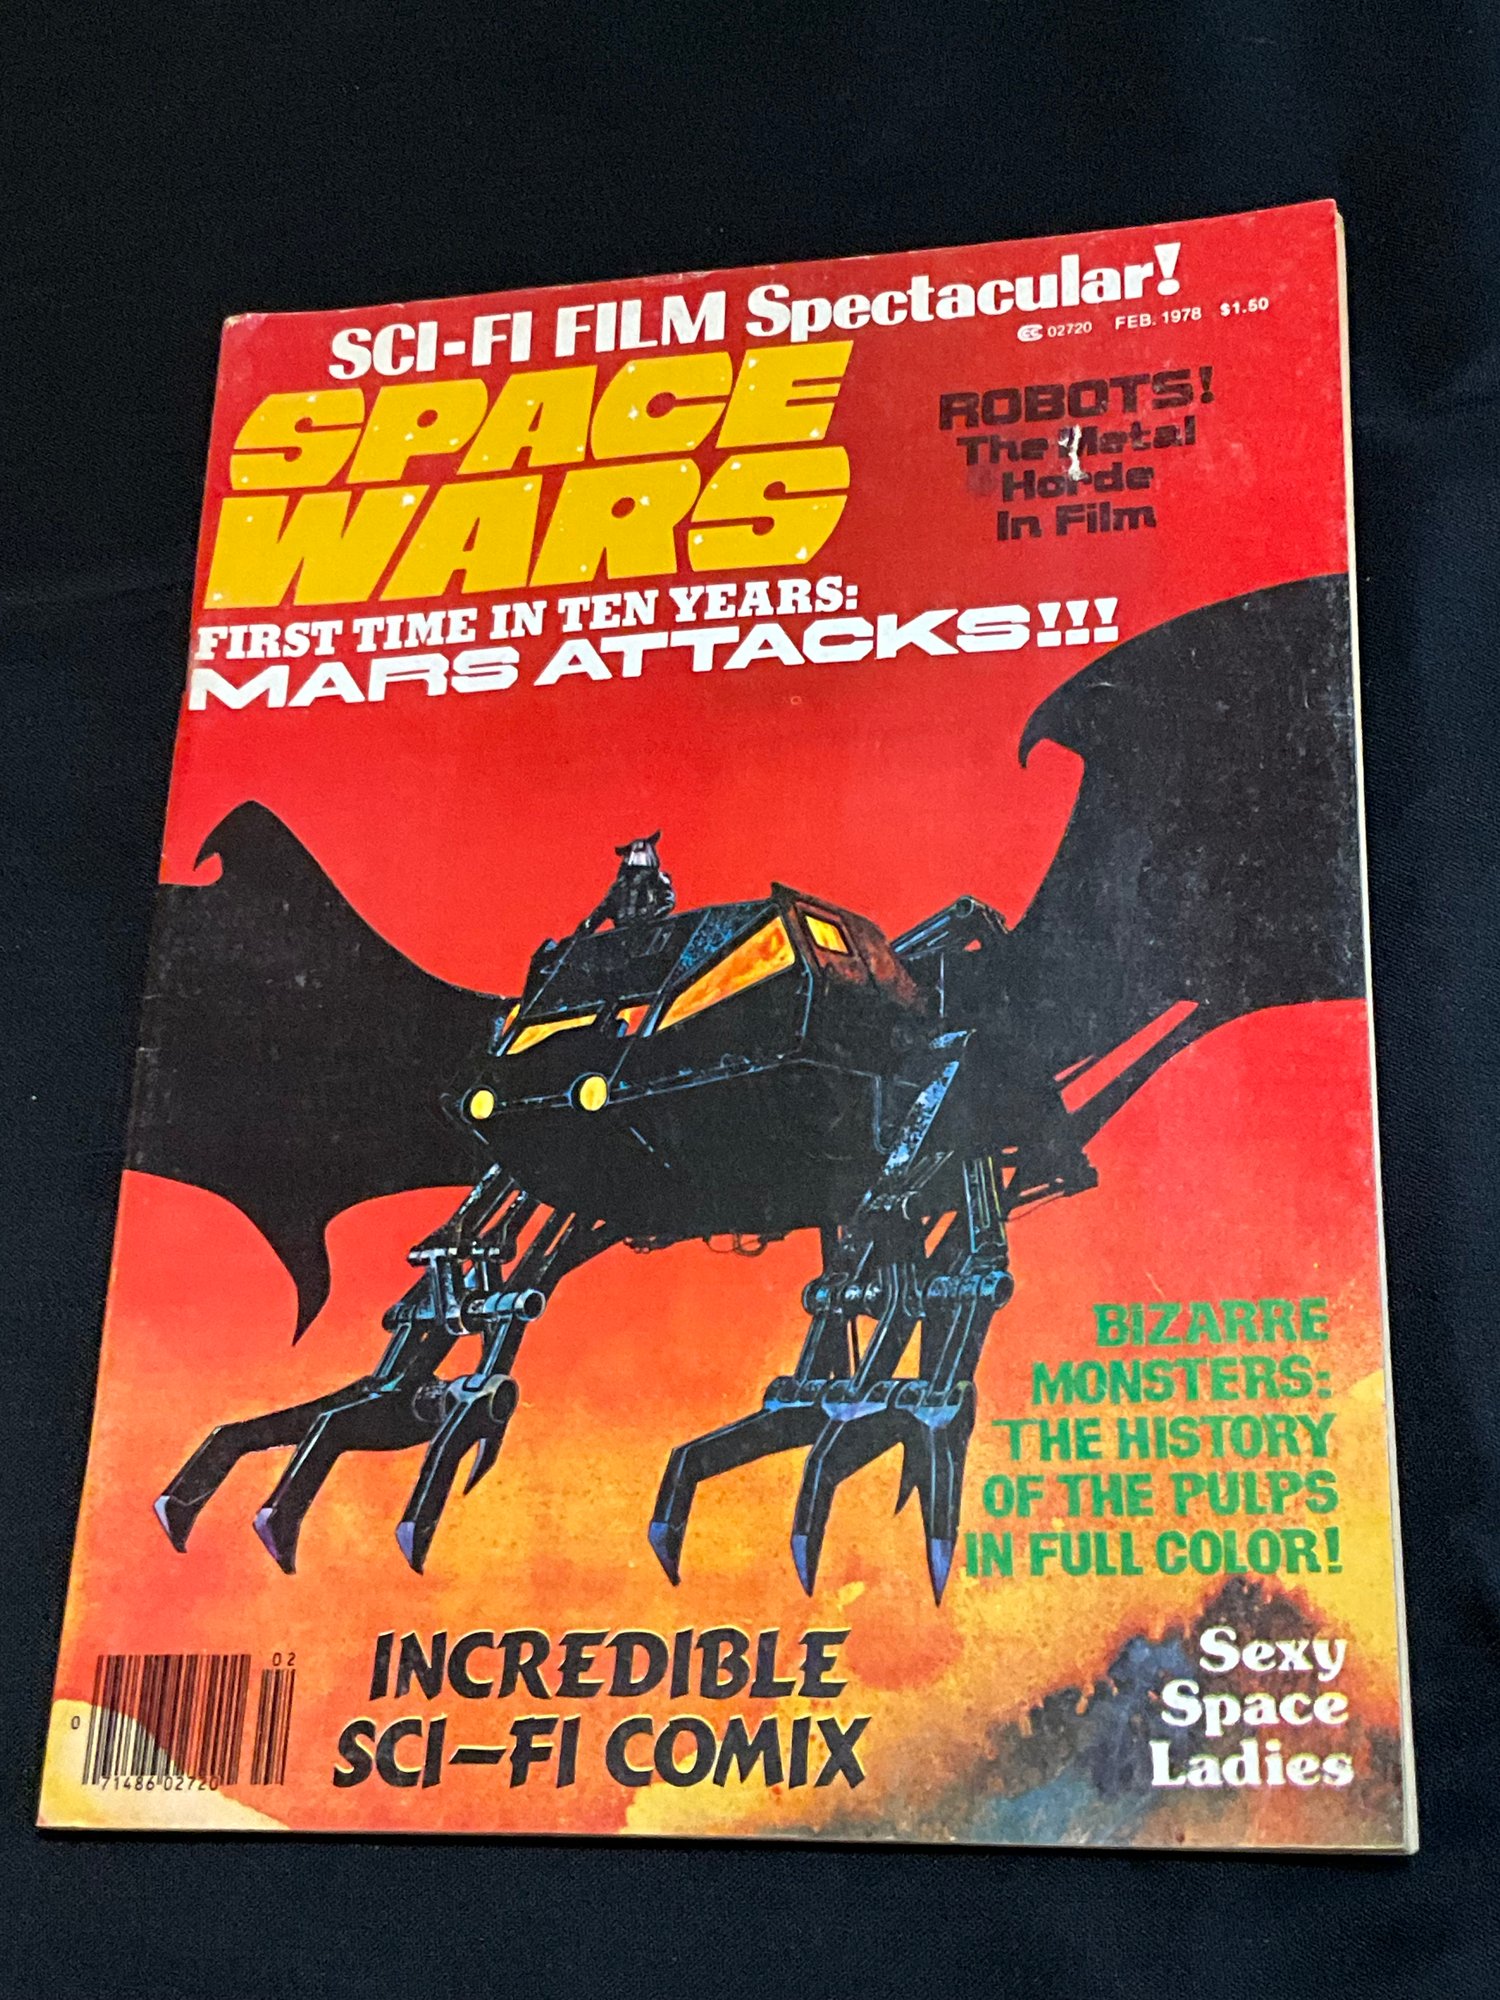 SCI-FI FILM Spectacular!
CC 02720 FEB. 1978 $1.50
SPACE
WARS
ROBOTS!
The Metal
Horde
In Film
FIRST TIME IN TEN YEARS:
MARS ATTACKS!!!
BIZARRE
MONSTERS:
THE HISTORY
OF THE PULPS
IN FULL COLOR!
INCREDIBLE
SCI-FI COMIX
Sexy
Space
Ladies
02
0 71486 02720